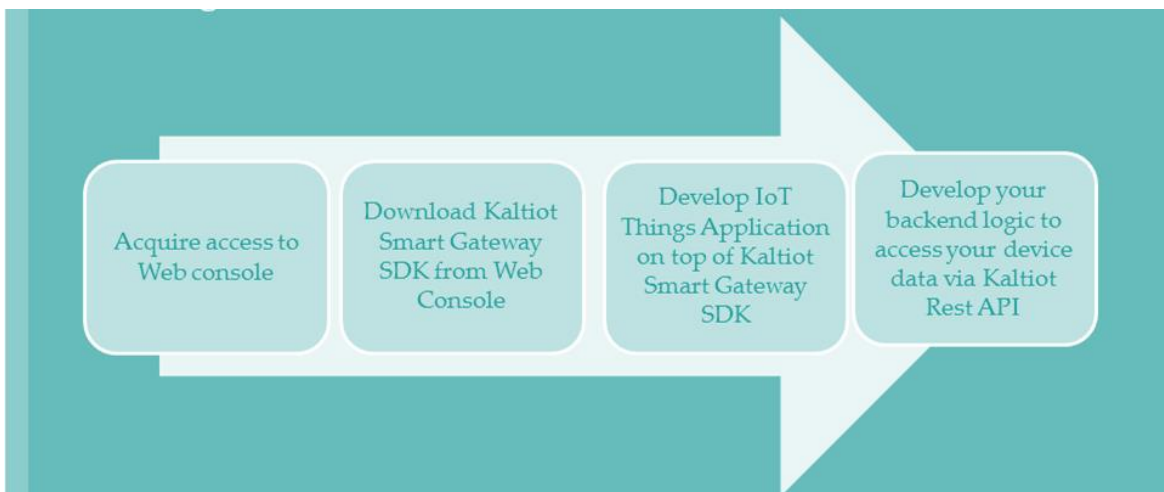 Acquire access to
Web console
Download Kaltiot
Smart Gateway
SDK from Web
Console
Develop IoT
Things Application
on top of Kaltiot
Smart Gateway
SDK
Develop your
backend logic to
access your device
data via Kaltiot
Rest API